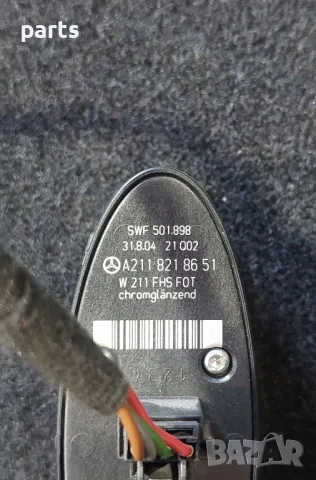 parts
SWF 501.898
31.8.04 21 002
A211 821 86 51
W 211 FHS FOT
chromglänzend
BAZAR